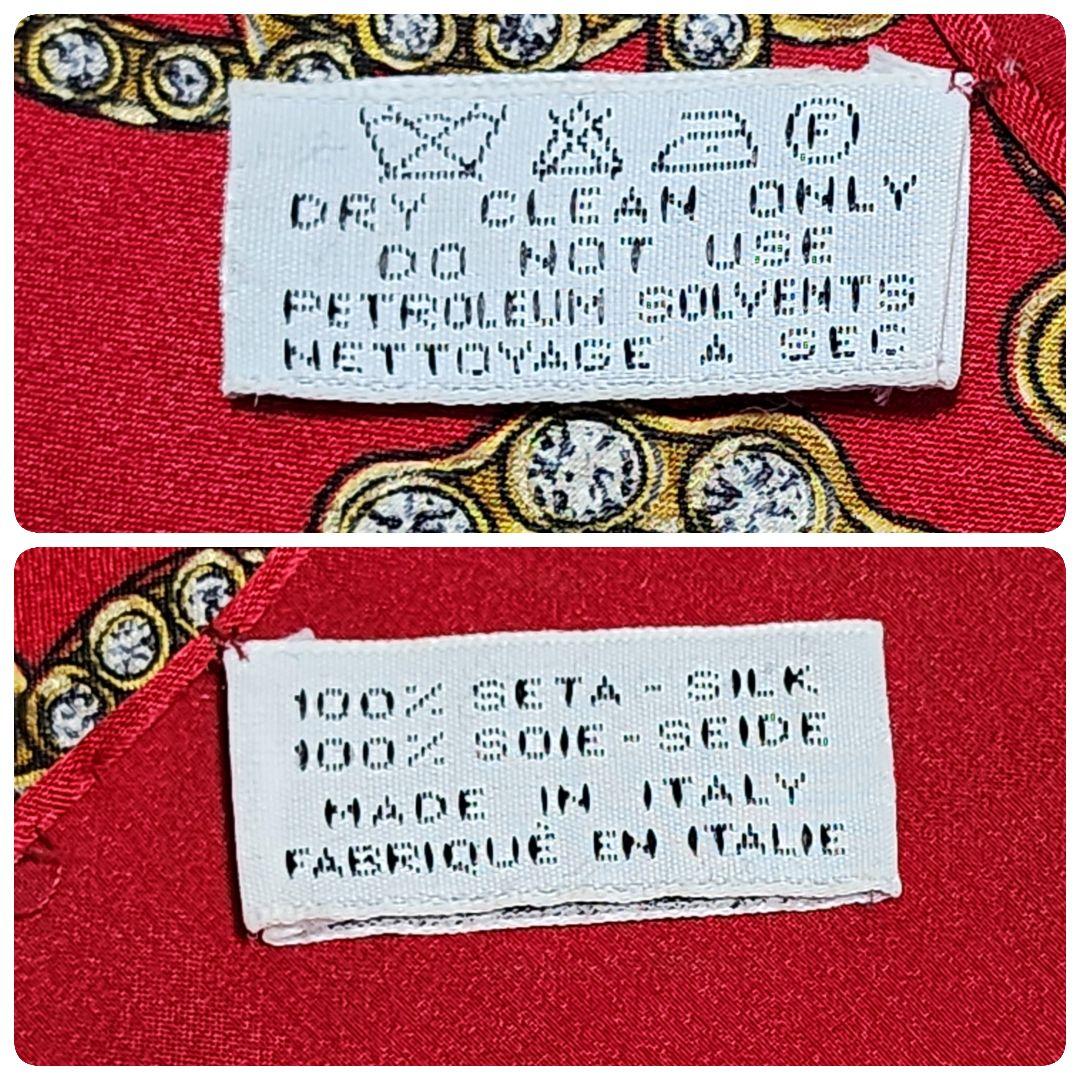 F
DRY CLEAN ONLY
DO NOT USE
PETROLEUM SOLVENTS
NETTOYAGE A SEC
100% SETA - SILK
100% SOIE - SEIDE
MADE IN ITALY
FABRIQUÉ EN ITALIE